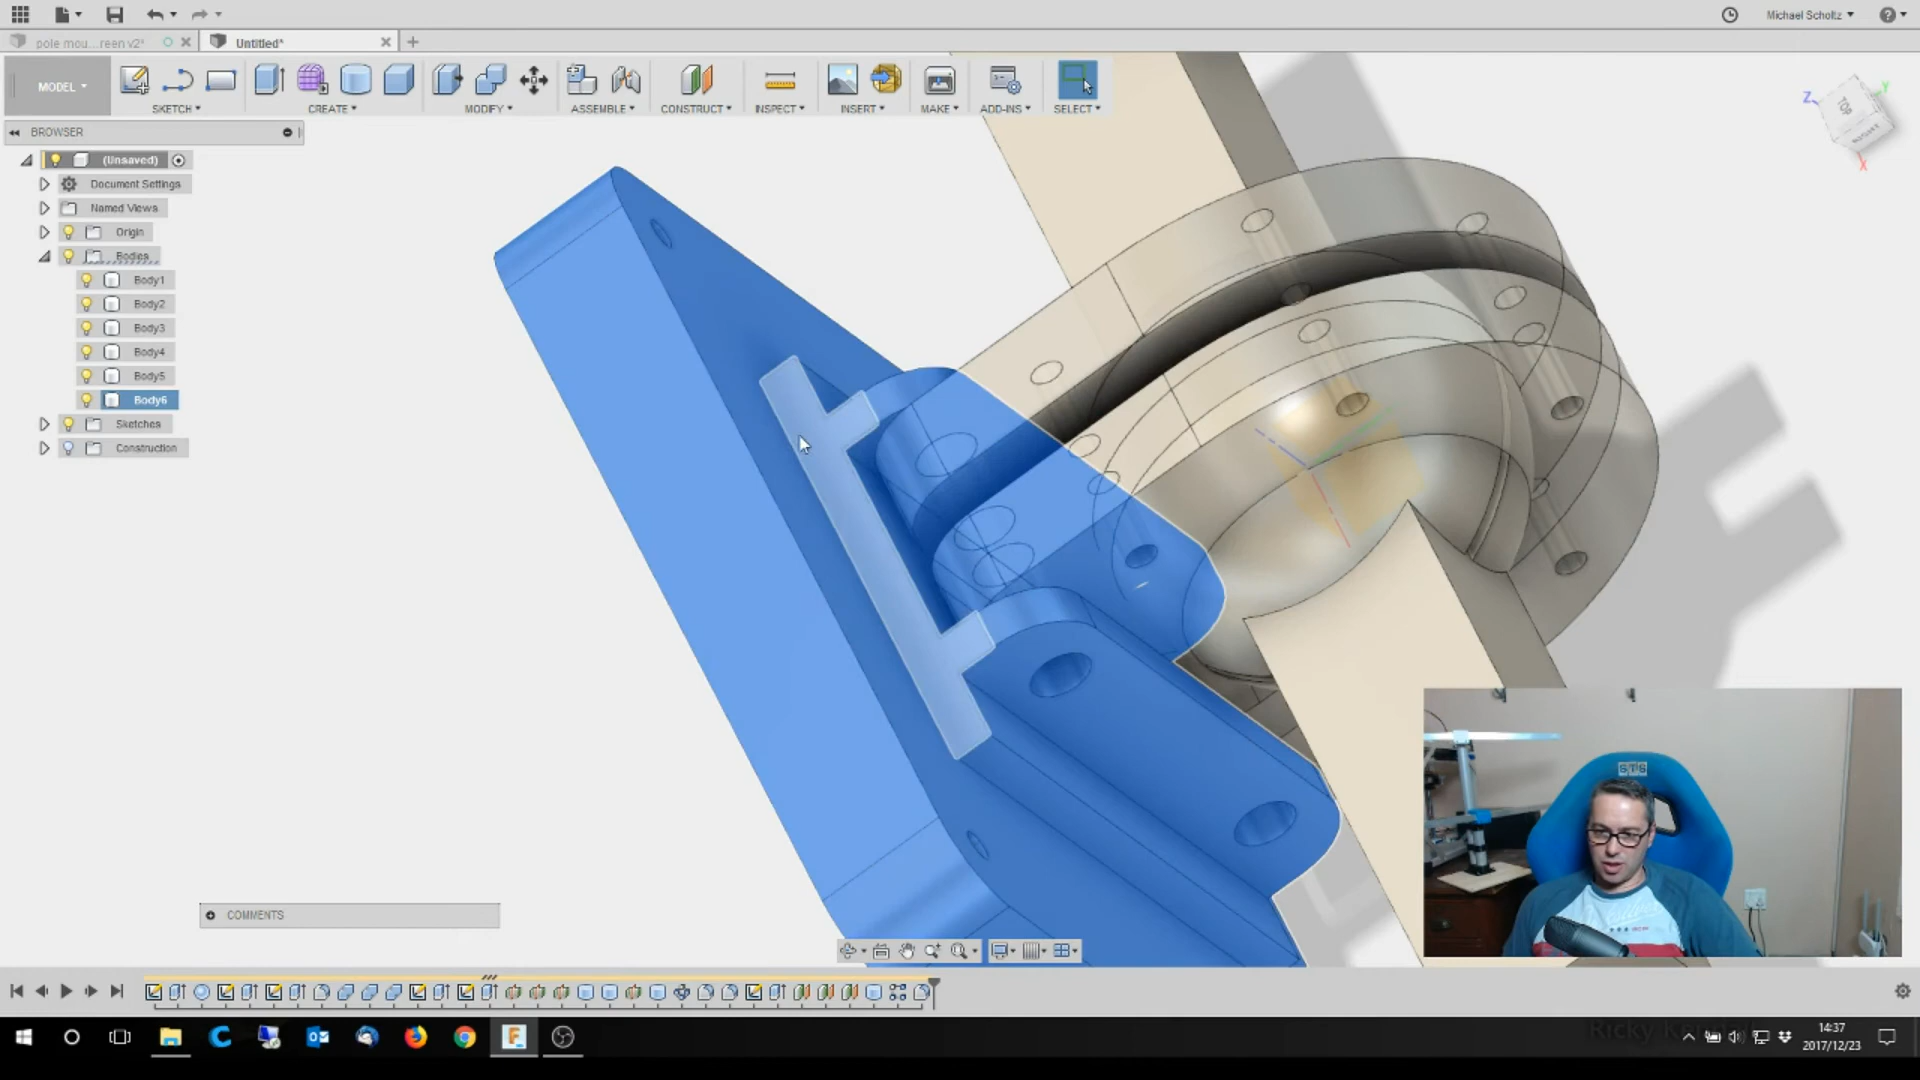 Michael Scholtz
pole mou...reen v2*
Untitled*
MODEL
SKETCH
CREATE
MODIFY
ASSEMBLE
CONSTRUCT
INSPECT
INSERT
MAKE
ADD-INS
SELECT
BROWSER
(Unsaved)
Document Settings
Named Views
Origin
Bodies
Body1
Body2
Body3
Body4
Body5
Body6
Sketches
Construction
Z
Y
TOP
X
STS
COMMENTS
14:37
2017/12/23